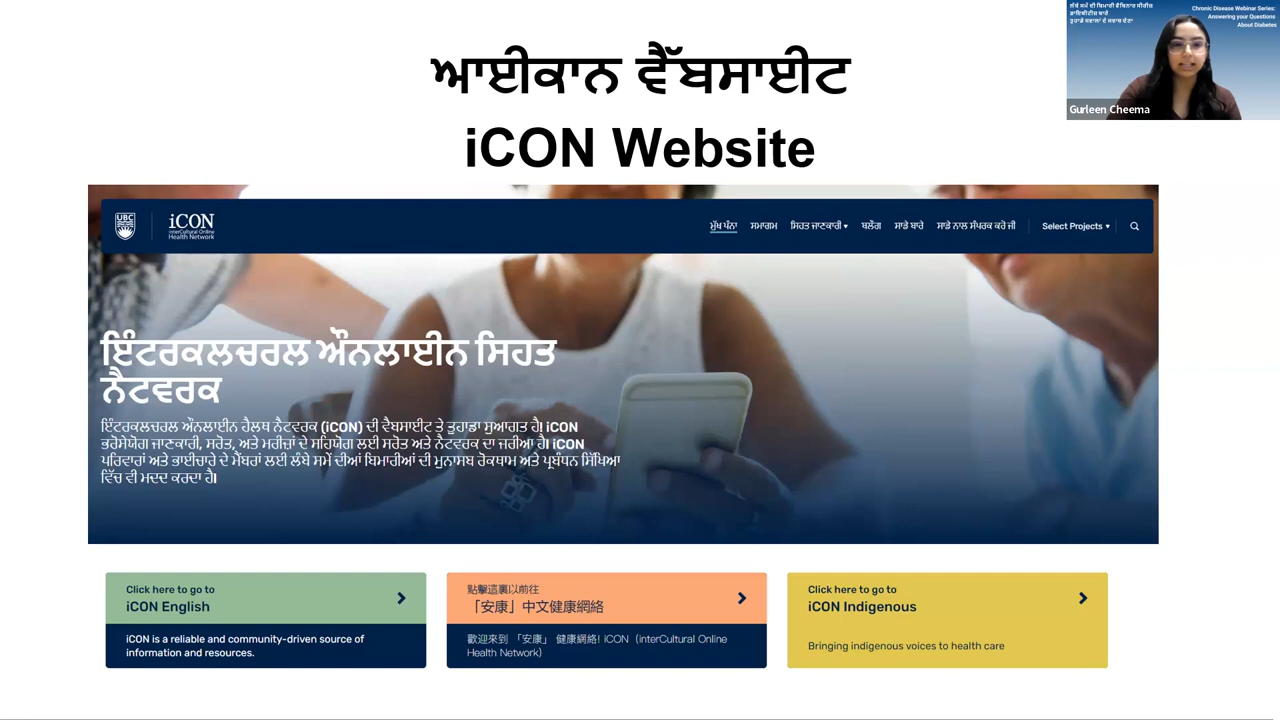 ਆਈਕਾਨ ਵੈੱਬਸਾਈਟ
iCON Website
ਲੰਬੇ ਸਮੇਂ ਦੀ ਬਿਮਾਰੀ ਵੈਬਿਨਾਰ ਸੀਰੀਜ਼
ਡਾਇਬੀਟੀਜ਼ ਬਾਰੇ
ਤੁਹਾਡੇ ਸਵਾਲਾਂ ਦੇ ਜਵਾਬ ਦੇਣਾ
Chronic Disease Webinar Series:
Answering your Questions
About Diabetes
Gurleen Cheema
UBC
iCON
interCultural Online
Health Network
ਮੁੱਖ ਪੰਨਾ ਸਮਾਗਮ ਸਿਹਤ ਜਾਣਕਾਰੀ ਬਲੌਗ ਸਾਡੇ ਬਾਰੇ ਸਾਡੇ ਨਾਲ ਸੰਪਰਕ ਕਰੋ ਜੀ Select Projects
ਇੰਟਰਕਲਚਰਲ ਔਨਲਾਈਨ ਸਿਹਤ
ਨੈਟਵਰਕ
ਇੰਟਰਕਲਚਰਲ ਔਨਲਾਈਨ ਹੈਲਥ ਨੈਟਵਰਕ (iCON) ਦੀ ਵੈਬਸਾਈਟ ਤੇ ਤੁਹਾਡਾ ਸੁਆਗਤ ਹੈ! iCON
ਭਰੋਸੇਯੋਗ ਜਾਣਕਾਰੀ, ਸਰੋਤ, ਅਤੇ ਮਰੀਜ਼ਾਂ ਦੇ ਸਹਿਯੋਗ ਲਈ ਸਰੋਤ ਅਤੇ ਨੈਟਵਰਕ ਦਾ ਜਰੀਆ ਹੈ। iCON
ਪਰਿਵਾਰਾਂ ਅਤੇ ਭਾਈਚਾਰੇ ਦੇ ਮੈਂਬਰਾਂ ਲਈ ਲੰਬੇ ਸਮੇਂ ਦੀਆਂ ਬਿਮਾਰੀਆਂ ਦੀ ਮੁਨਾਸਬ ਰੋਕਥਾਮ ਅਤੇ ਪ੍ਰਬੰਧਨ ਸਿੱਖਿਆ
ਵਿੱਚ ਵੀ ਮਦਦ ਕਰਦਾ ਹੈ।
Click here to go to
iCON English
iCON is a reliable and community-driven source of
information and resources.
點擊這裏以前往
「安康」中文健康網絡
歡迎來到 「安康」 健康網絡! iCON (interCultural Online
Health Network)
Click here to go to
iCON Indigenous
Bringing indigenous voices to health care